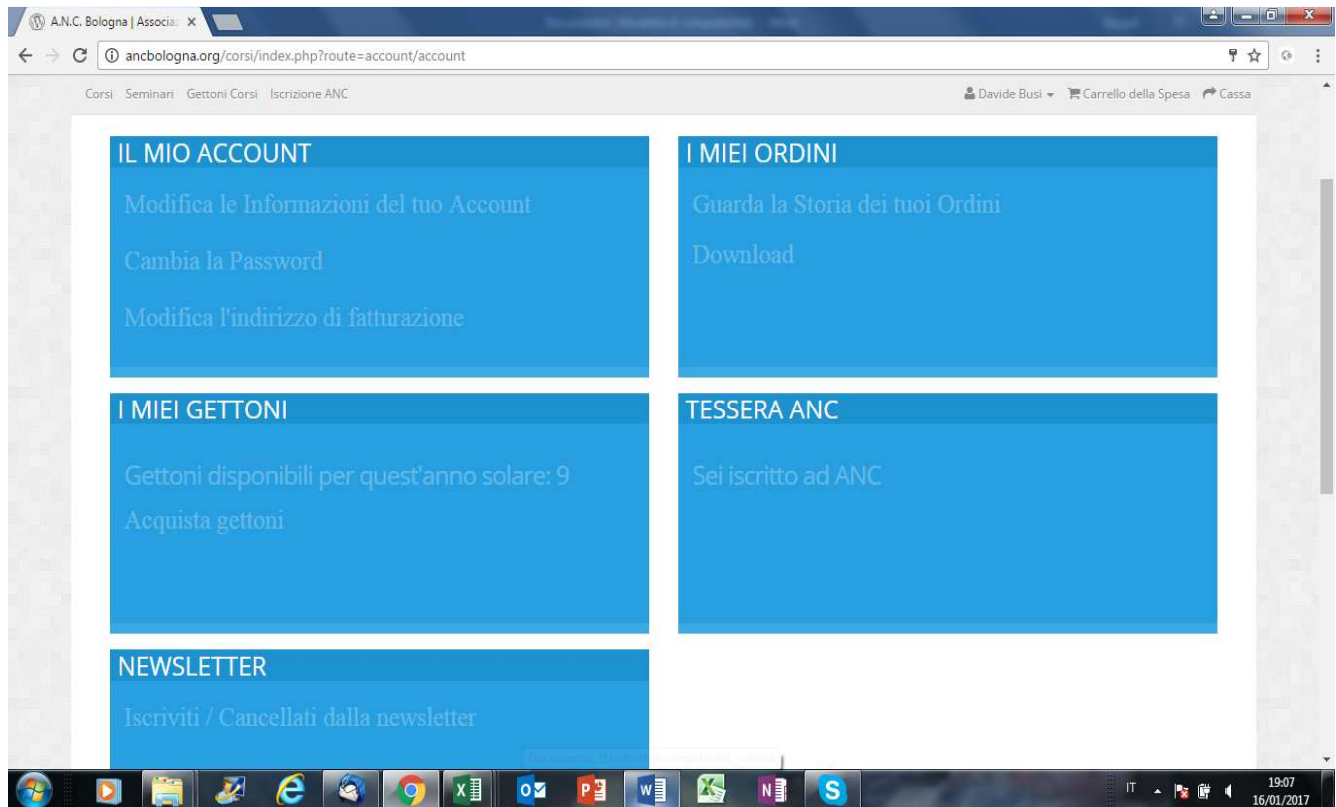 A.N.C. Bologna | Associa:
ancbologna.org/corsi/index.php?route=account/account
Corsi Seminari Gettoni Corsi Iscrizione ANC Davide Busi Carrello della Spesa Cassa
IL MIO ACCOUNT
Modifica le Informazioni del tuo Account
Cambia la Password
Modifica l'indirizzo di fatturazione
I MIEI ORDINI
Guarda la Storia dei tuoi Ordini
Download
I MIEI GETTONI
Gettoni disponibili per quest'anno solare: 9
Acquista gettoni
TESSERA ANC
Sei iscritto ad ANC
NEWSLETTER
Iscriviti / Cancellati dalla newsletter
IT
19:07
16/01/2017